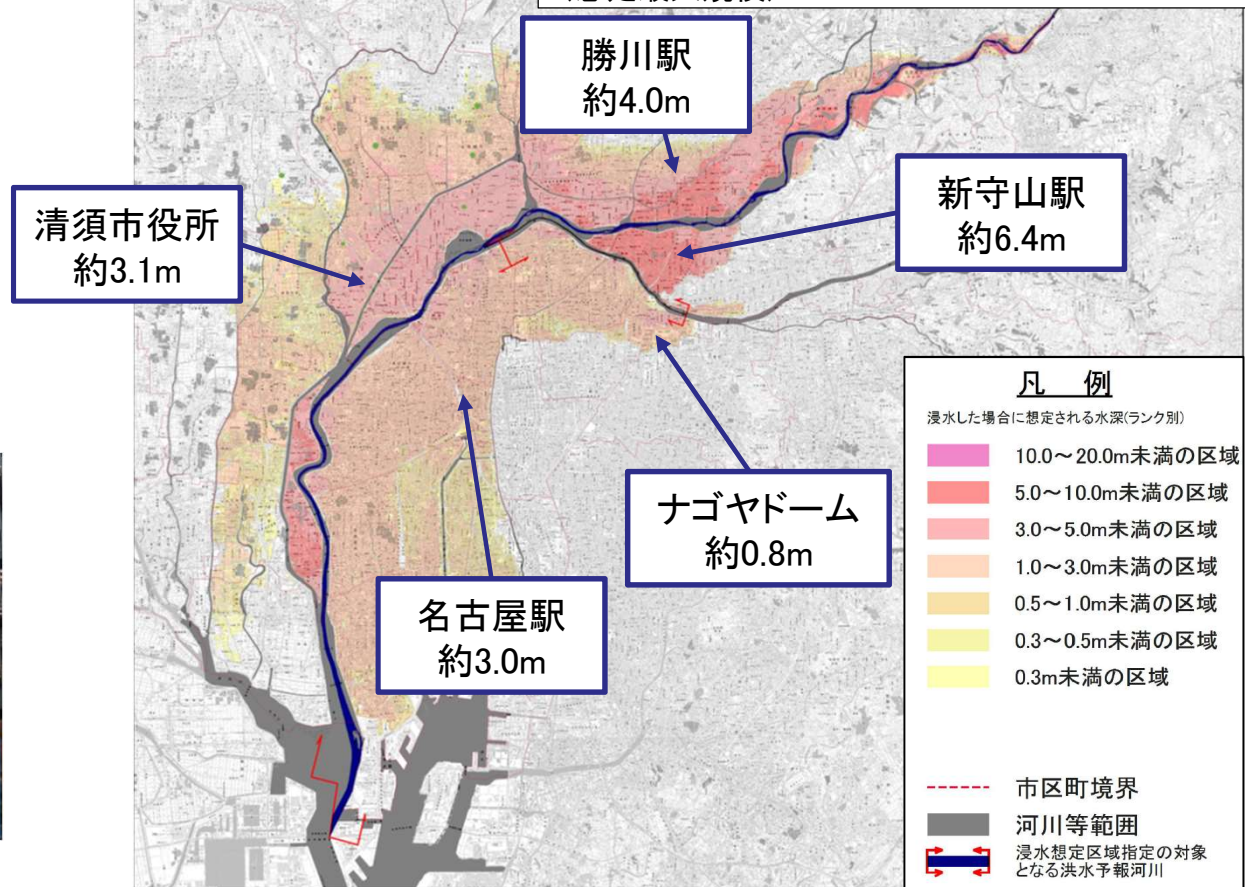 勝川駅
約4.0m
新守山駅
約6.4m
清須市役所
約3.1m
ナゴヤドーム
約0.8m
名古屋駅
約3.0m
凡 例
浸水した場合に想定される水深(ランク別)
10.0～20.0m未満の区域
5.0～10.0m未満の区域
3.0～5.0m未満の区域
1.0～3.0m未満の区域
0.5～1.0m未満の区域
0.3～0.5m未満の区域
0.3m未満の区域
市区町境界
河川等範囲
浸水想定区域指定の対象
となる洪水予報河川